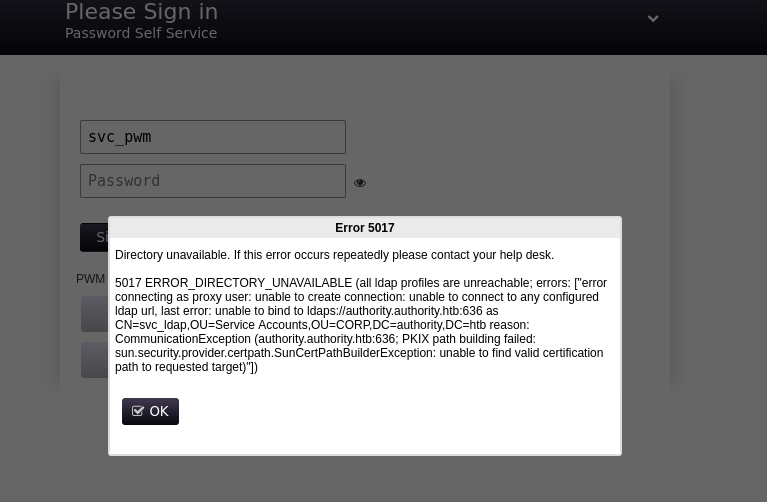 Please Sign in
Password Self Service
svc_pwm
Password
Si
Error 5017
Directory unavailable. If this error occurs repeatedly please contact your help desk.
5017 ERROR_DIRECTORY_UNAVAILABLE (all ldap profiles are unreachable; errors: ["error
connecting as proxy user: unable to create connection: unable to connect to any configured
ldap url, last error: unable to bind to ldaps://authority.authority.htb:636 as
CN=svc_ldap,OU=Service Accounts,OU=CORP,DC=authority,DC=htb reason:
CommunicationException (authority.authority.htb:636; PKIX path building failed:
sun.security.provider.certpath.SunCertPathBuilderException: unable to find valid certification
path to requested target)"])
PWM
OK